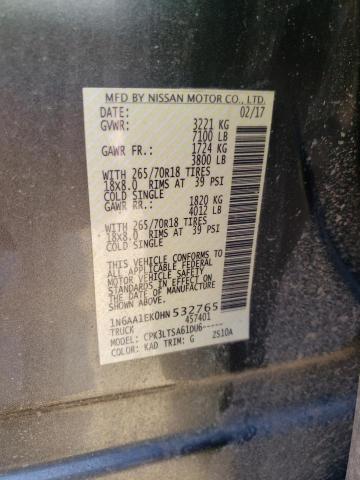 MFD BY NISSAN MOTOR CO., LTD.
DATE: 02/17
GVWR: 3221 KG
7100 LB
GAWR FR.: 1724 KG
3800 LB
WITH 265/70R18 TIRES
18x8.0 RIMS AT 39 PSI
COLD SINGLE
GAWR RR.: 1820 KG
4012 LB
WITH 265/70R18 TIRES
18x8.0 RIMS AT 39 PSI
COLD SINGLE
THIS VEHICLE CONFORMS TO
ALL APPLICABLE FEDERAL
MOTOR VEHICLE SAFETY
STANDARDS IN EFFECT ON
THE DATE OF MANUFACTURE
SHOWN ABOVE.
1N6AA1EK0HN532765
TRUCK 457401
MODEL: CPK3LTSA61DU6-----
COLOR: KAD TRIM: G ZS10A